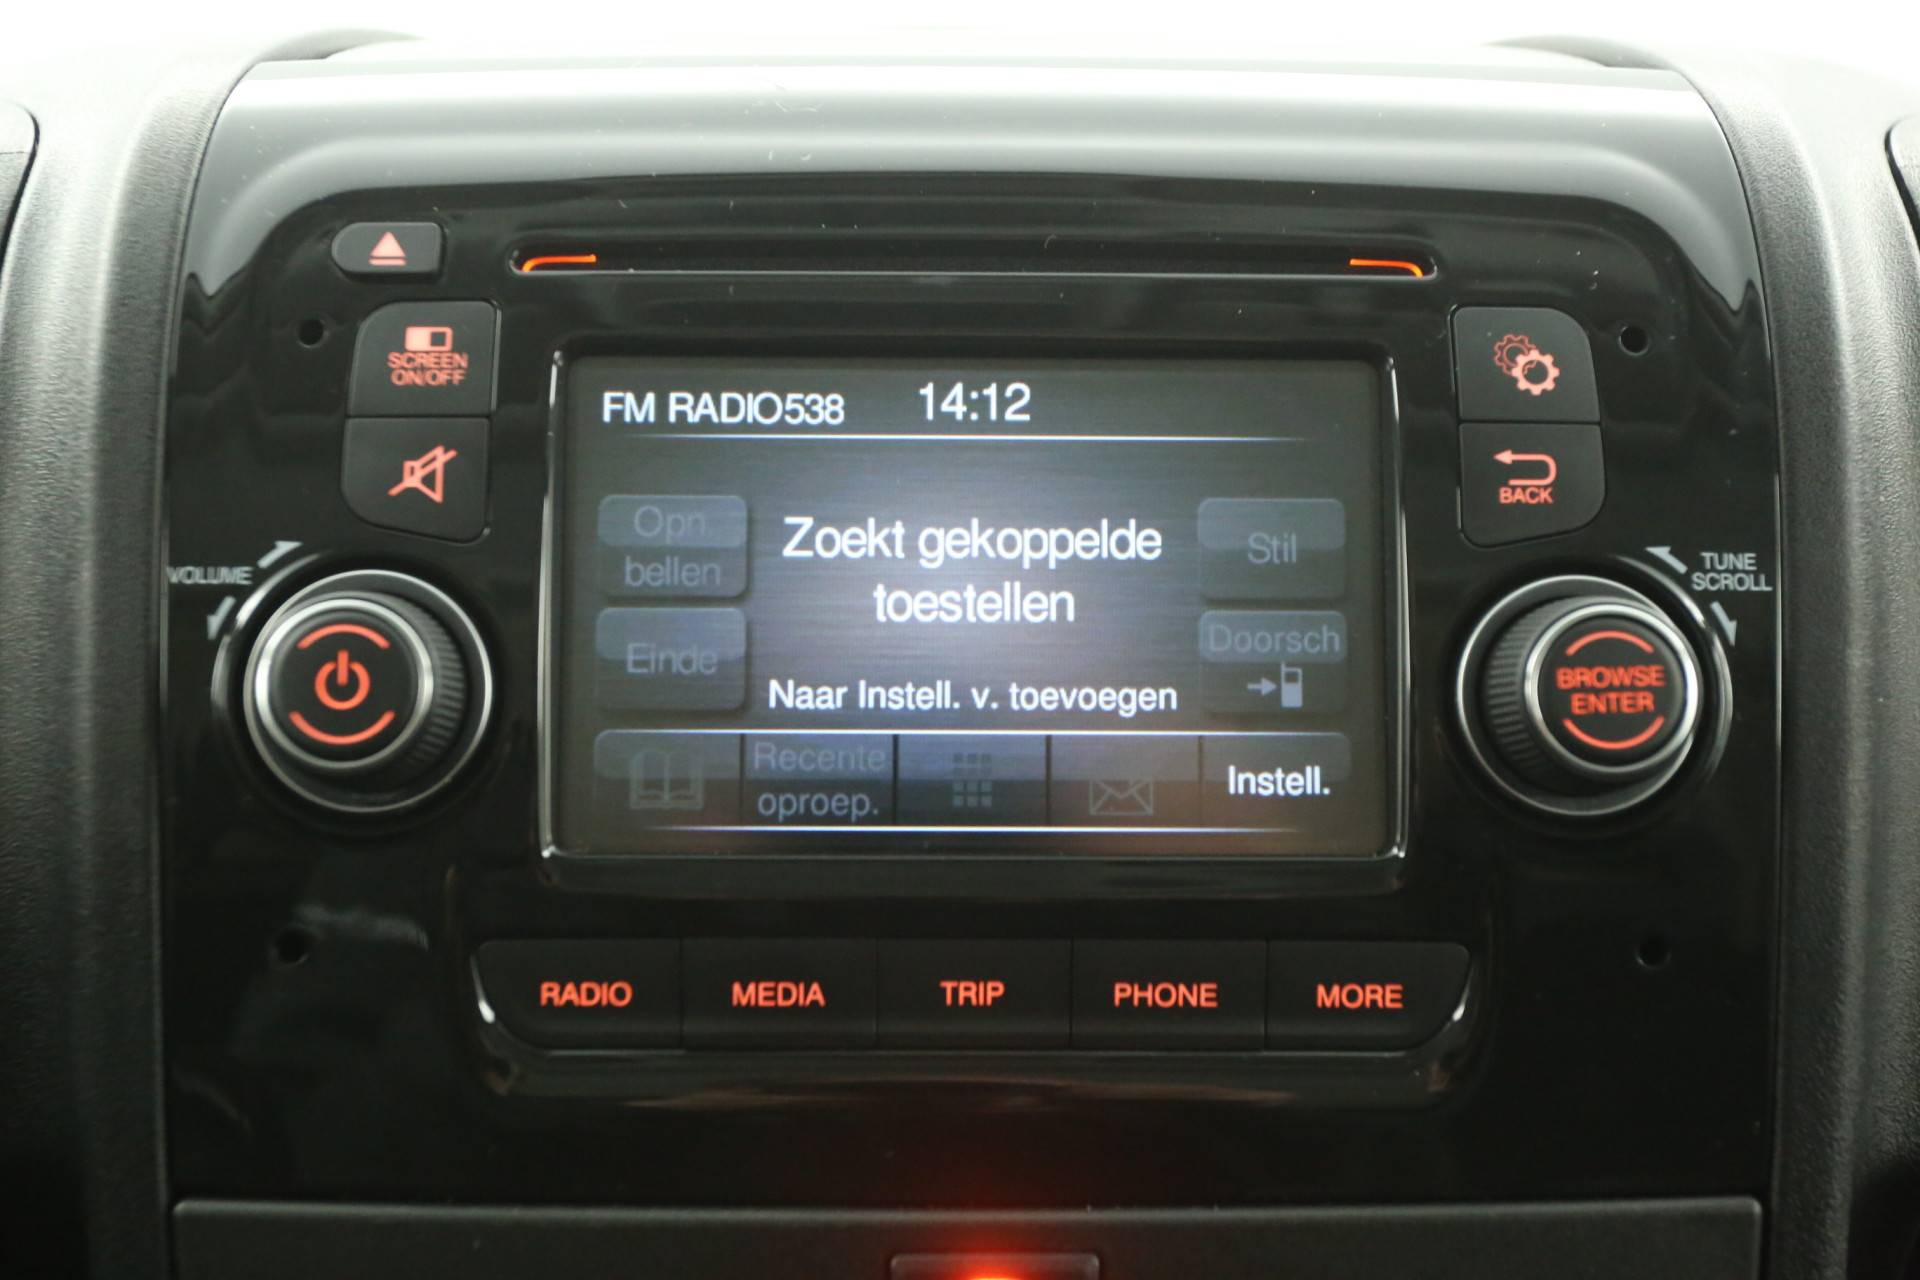 SCREEN
ON/OFF
FM RADIO538 14:12
Opn.
bellen
Zoekt gekoppelde
toestellen
Stil
BACK
VOLUME
TUNE
SCROLL
Einde
Doorsch
Naar Instell. v. toevoegen
BROWSE
ENTER
Recente
oproep.
Instell.
RADIO MEDIA TRIP PHONE MORE